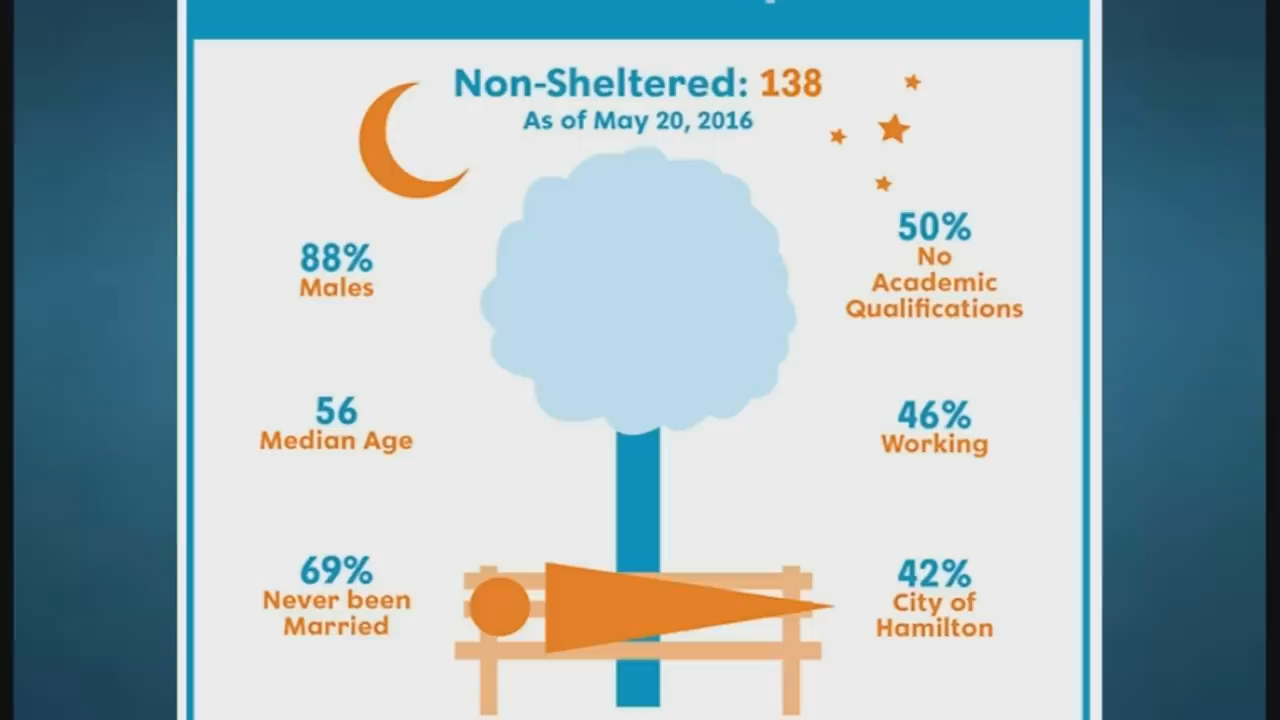 Non-Sheltered: 138
As of May 20, 2016
88%
Males
50%
No
Academic
Qualifications
56
Median Age
46%
Working
69%
Never been
Married
42%
City of
Hamilton